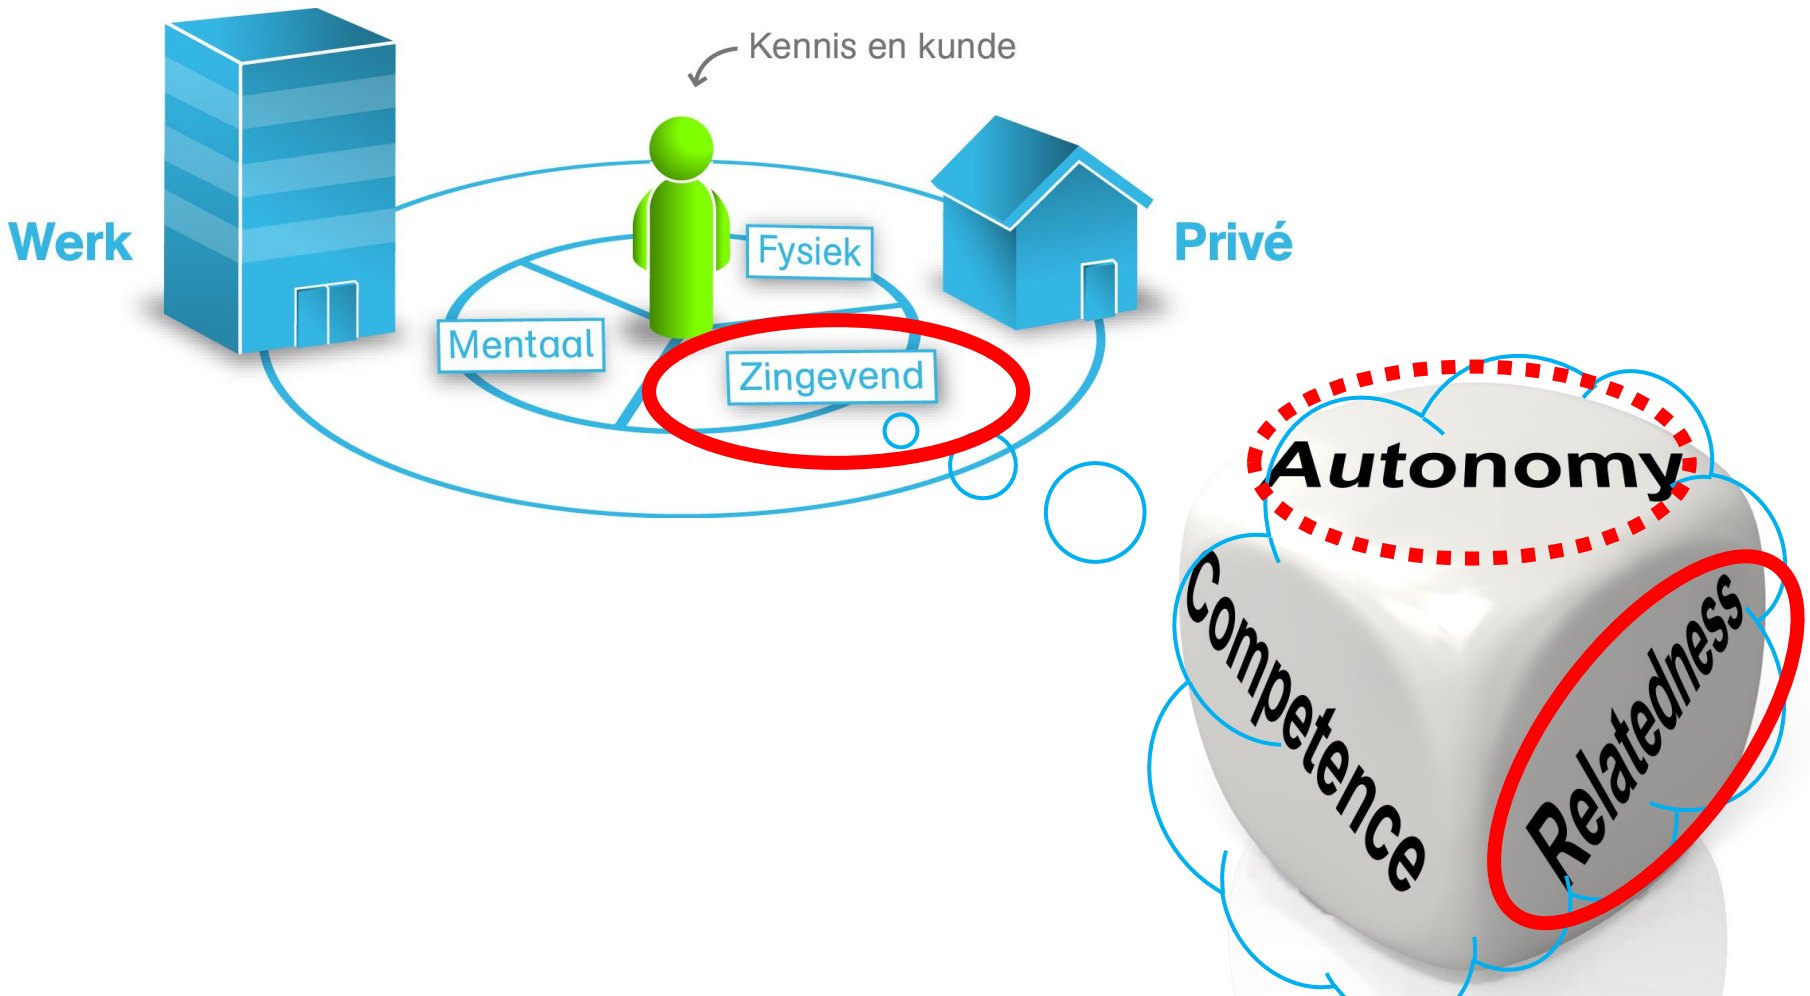 Kennis en kunde
Werk
Fysiek
Privé
Mentaal
Zingevend
Autonomy
Competence
Relatedness